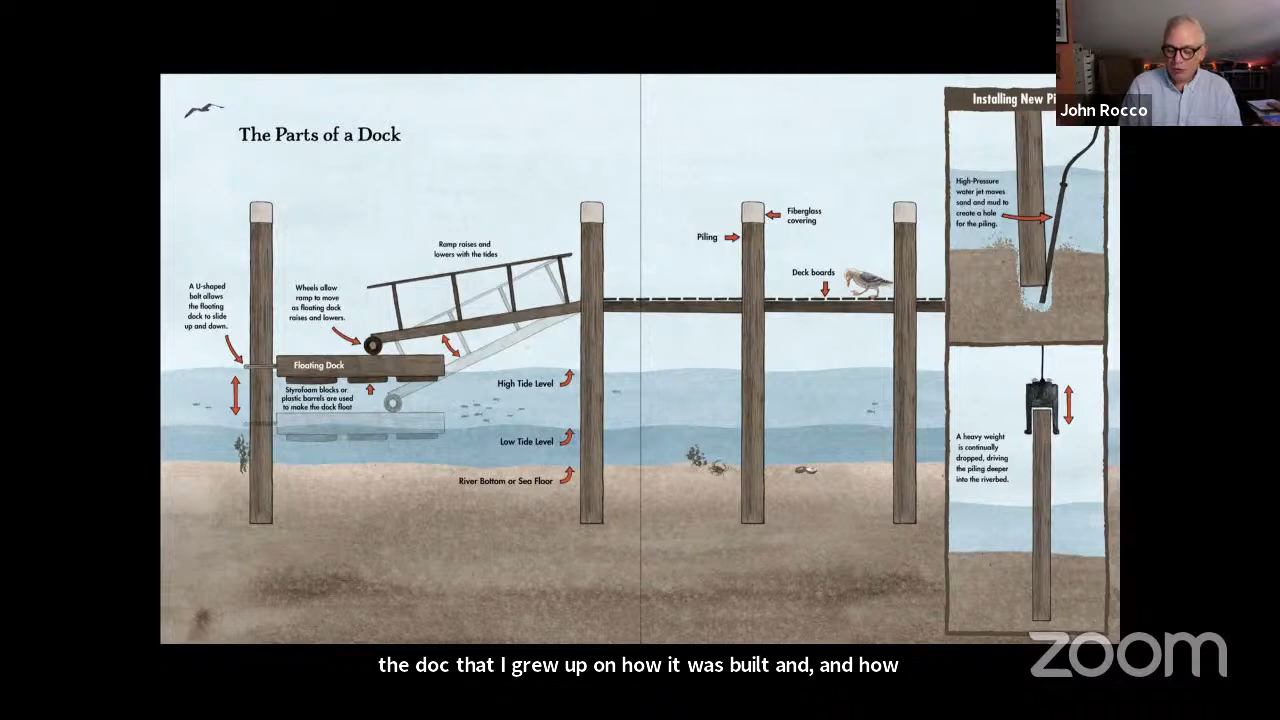 The Parts of a Dock
Installing New Pi
John Rocco
High-Pressure
water jet moves
sand and mud to
create a hole
for the piling.
Fiberglass
covering
Piling
Ramp raises and
lowers with the tides
Deck boards
A U-shaped
bolt allows
the floating
dock to slide
up and down.
Wheels allow
ramp to move
as floating dock
raises and lowers.
Floating Dock
Styrofoam blocks or
plastic barrels are used
to make the dock float
High Tide Level
Low Tide Level
River Bottom or Sea Floor
A heavy weight
is continually
dropped, driving
the piling deeper
into the riverbed.
the doc that I grew up on how it was built and, and how
zoom